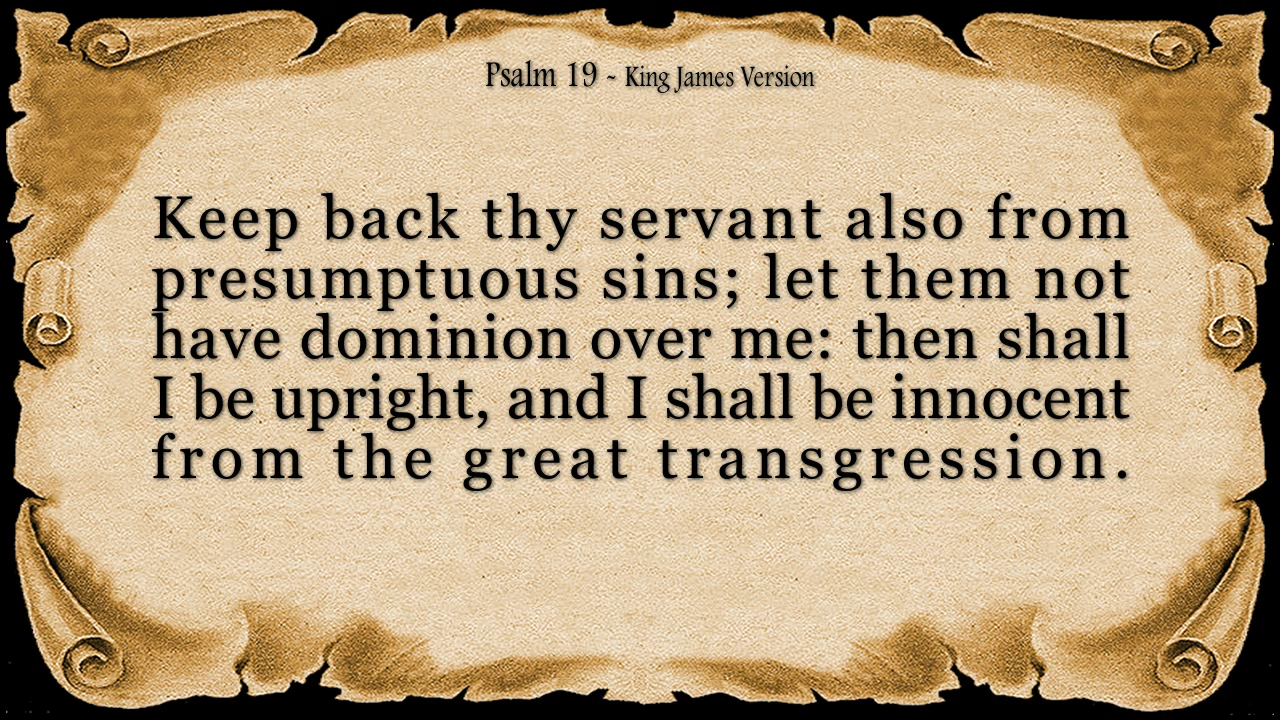 Psalm 19 ~ King James Version
Keep back thy servant also from
presumptuous sins; let them not
have dominion over me: then shall
I be upright, and I shall be innocent
from the great transgression.